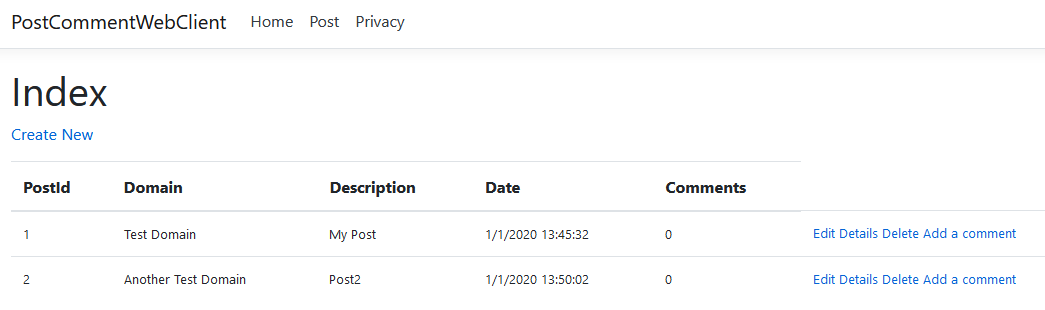 PostCommentWebClient Home Post Privacy
Index
Create New
PostId Domain Description Date Comments
1 Test Domain My Post 1/1/2020 13:45:32 0 Edit Details Delete Add a comment
2 Another Test Domain Post2 1/1/2020 13:50:02 0 Edit Details Delete Add a comment